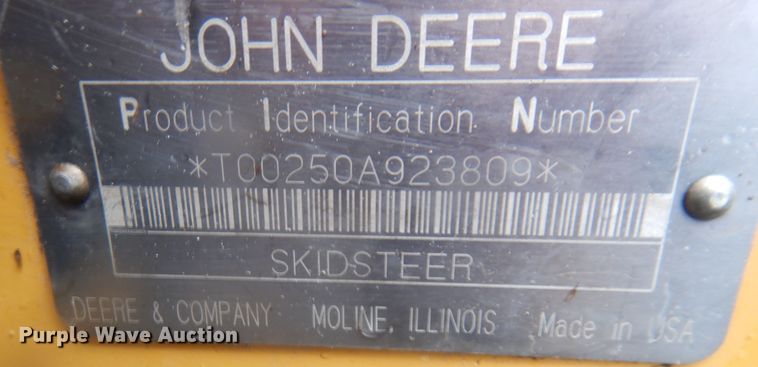 JOHN DEERE
Product Identification Number
*T00250A923809*
SKIDSTEER
DEERE & COMPANY MOLINE, ILLINOIS Made in USA
Purple Wave Auction